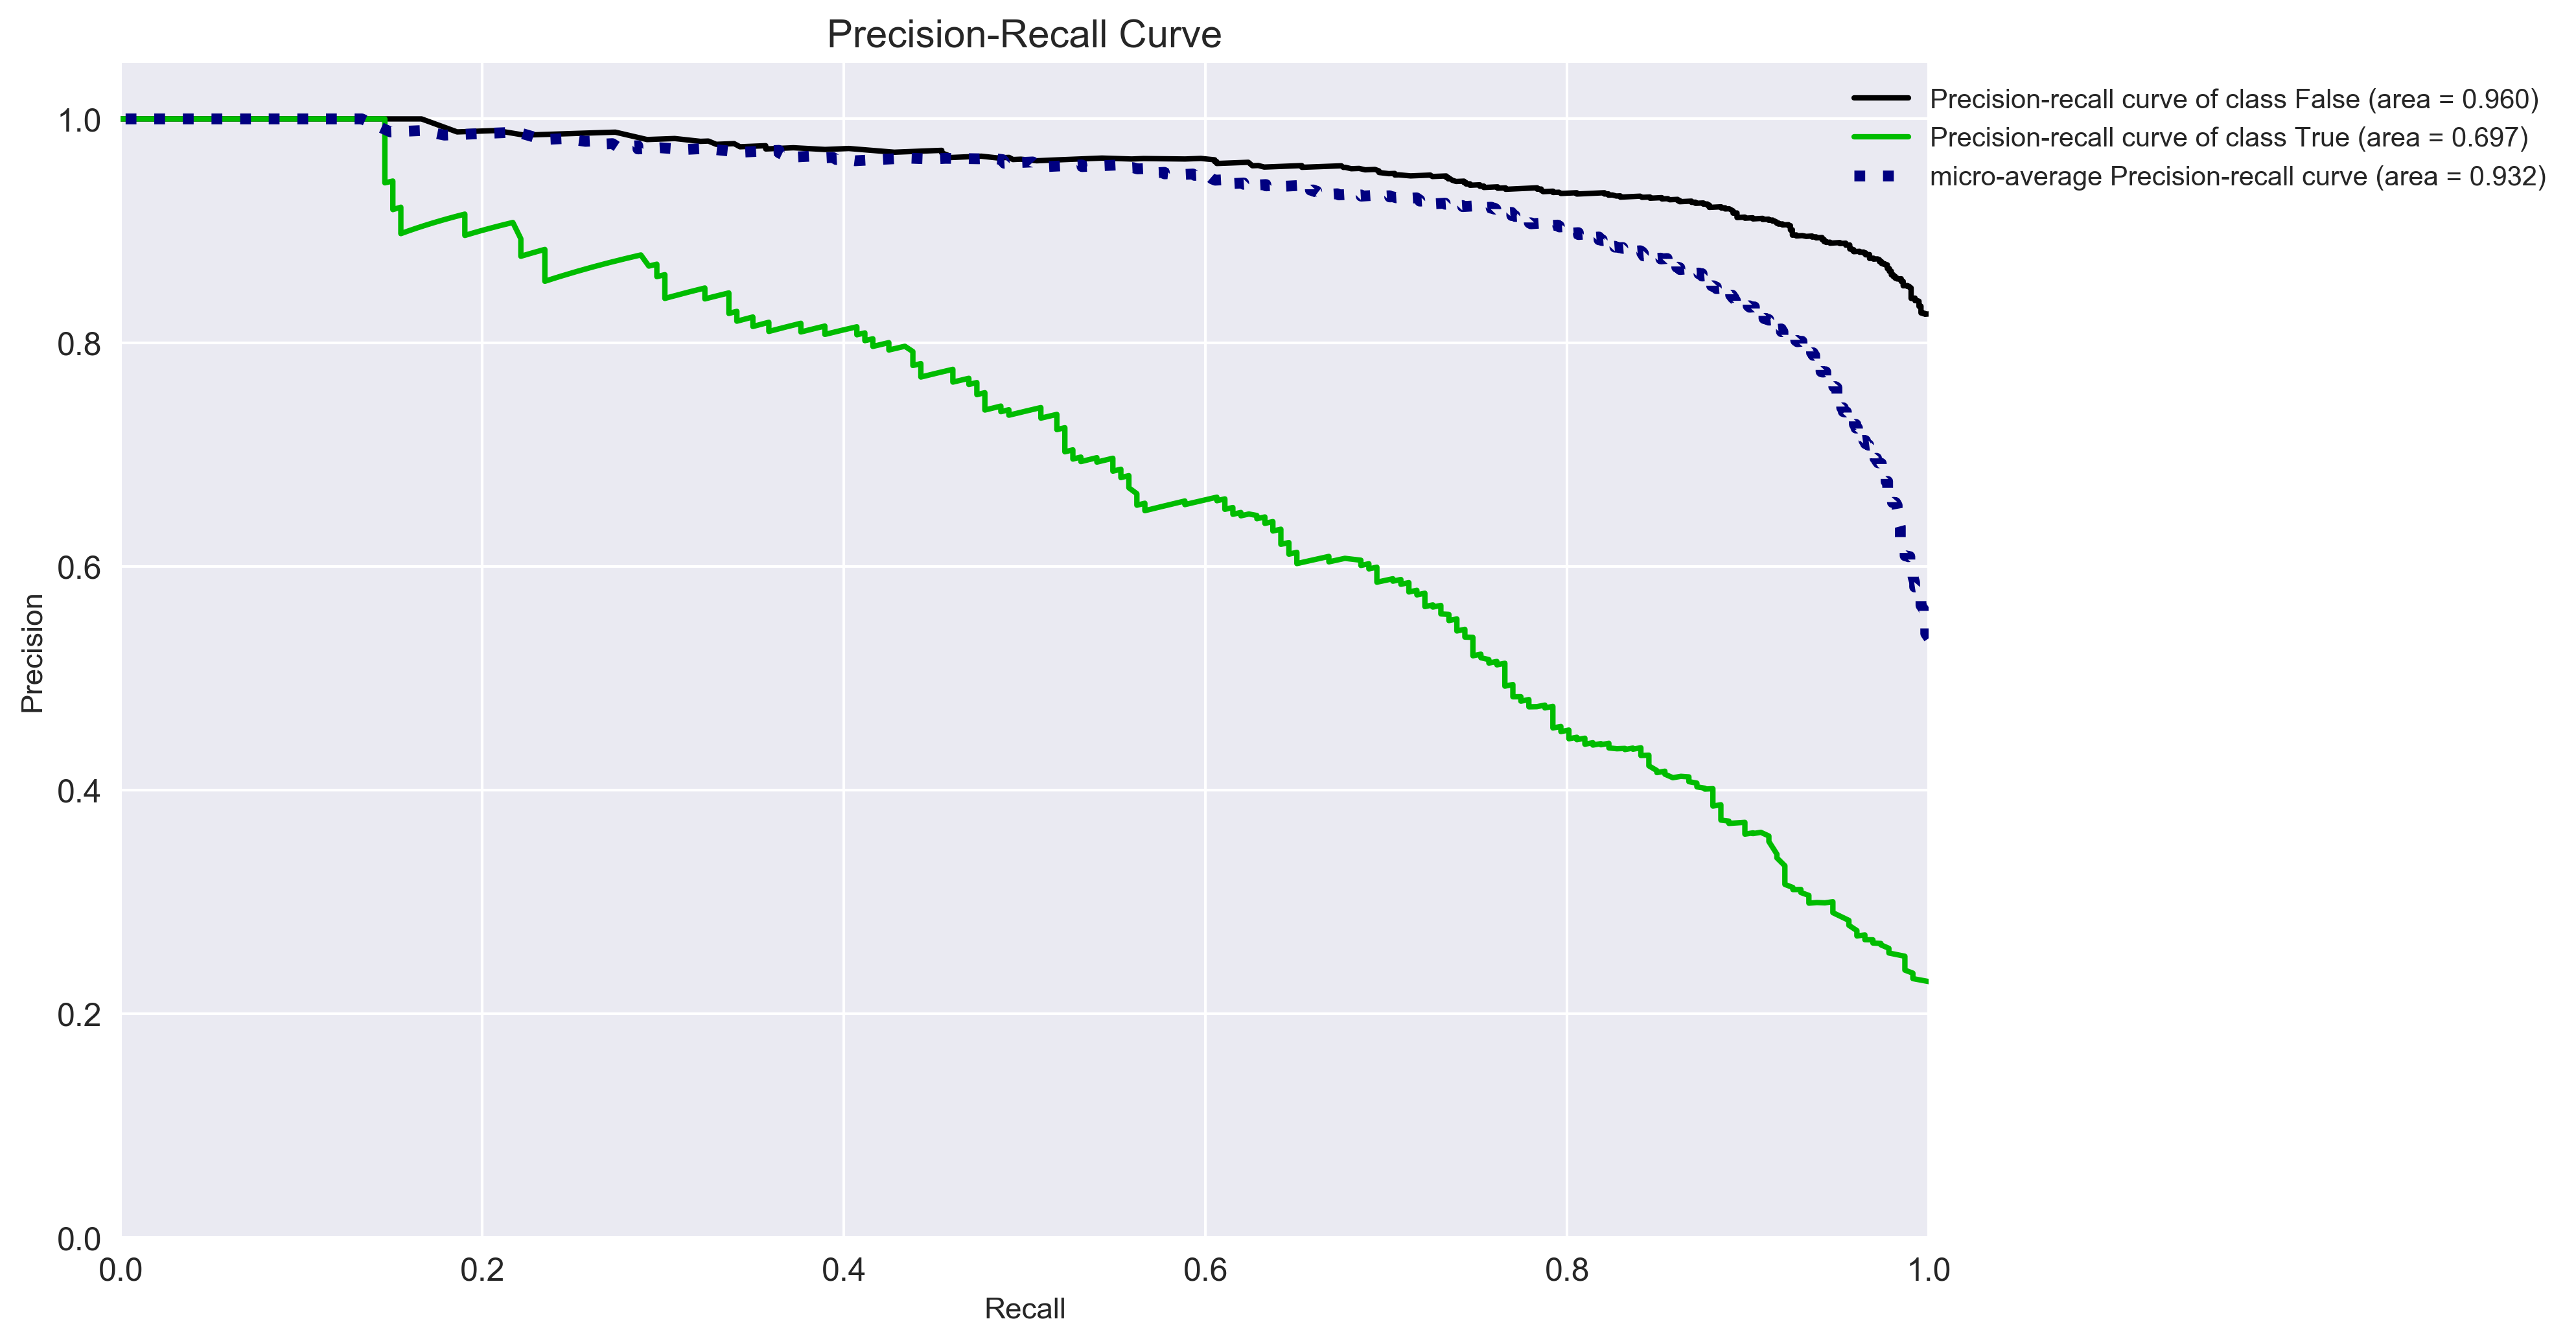 Precision-Recall Curve
1.0
0.8
0.6
0.4
0.2
0.0
Precision
0.0 0.2 0.4 0.6 0.8 1.0
Recall
Precision-recall curve of class False (area = 0.960)
Precision-recall curve of class True (area = 0.697)
micro-average Precision-recall curve (area = 0.932)